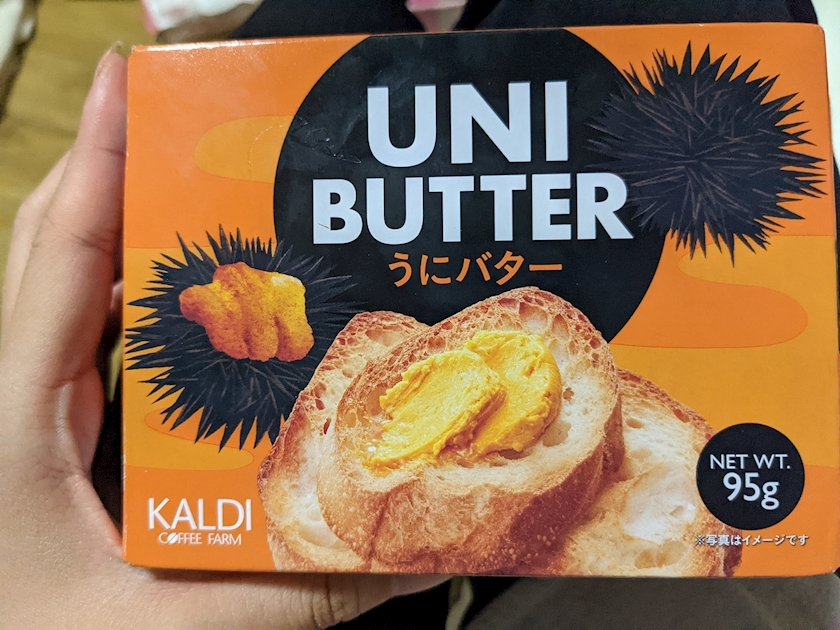 UNI
BUTTER
うにバター
NET WT.
95g
KALDI
COFFEE FARM
※写真はイメージです